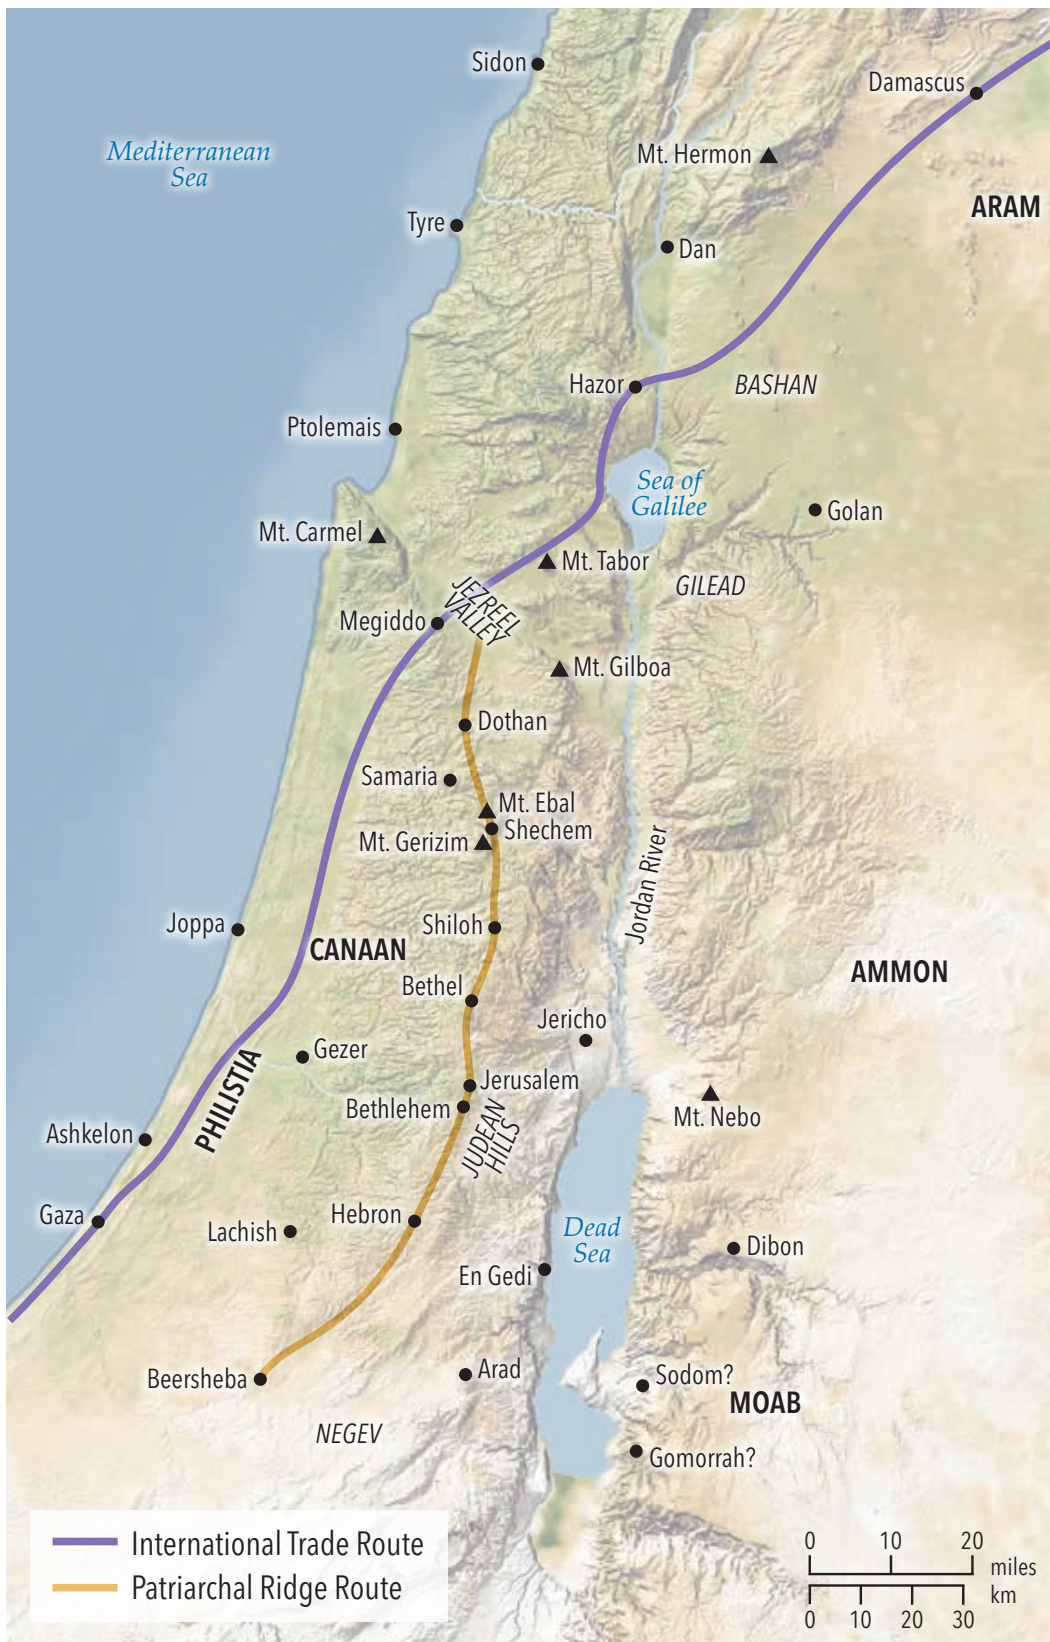 Sidon
Damascus
Mediterranean
Sea
Mt. Hermon
ARAM
Tyre
Dan
Hazor
BASHAN
Ptolemais
Sea of
Galilee
Golan
Mt. Carmel
Mt. Tabor
GILEAD
JEZREEL
VALLEY
Megiddo
Mt. Gilboa
Dothan
Samaria
Mt. Ebal
Shechem
Mt. Gerizim
Jordan River
Joppa
Shiloh
CANAAN
AMMON
Bethel
Jericho
Gezer
PHILISTIA
Jerusalem
Bethlehem
JUDEAN
HILLS
Mt. Nebo
Ashkelon
Gaza
Lachish
Hebron
Dead
Sea
Dibon
En Gedi
Beersheba
Arad
Sodom?
MOAB
NEGEV
Gomorrah?
International Trade Route
Patriarchal Ridge Route
0 10 20
miles
km
0 10 20 30